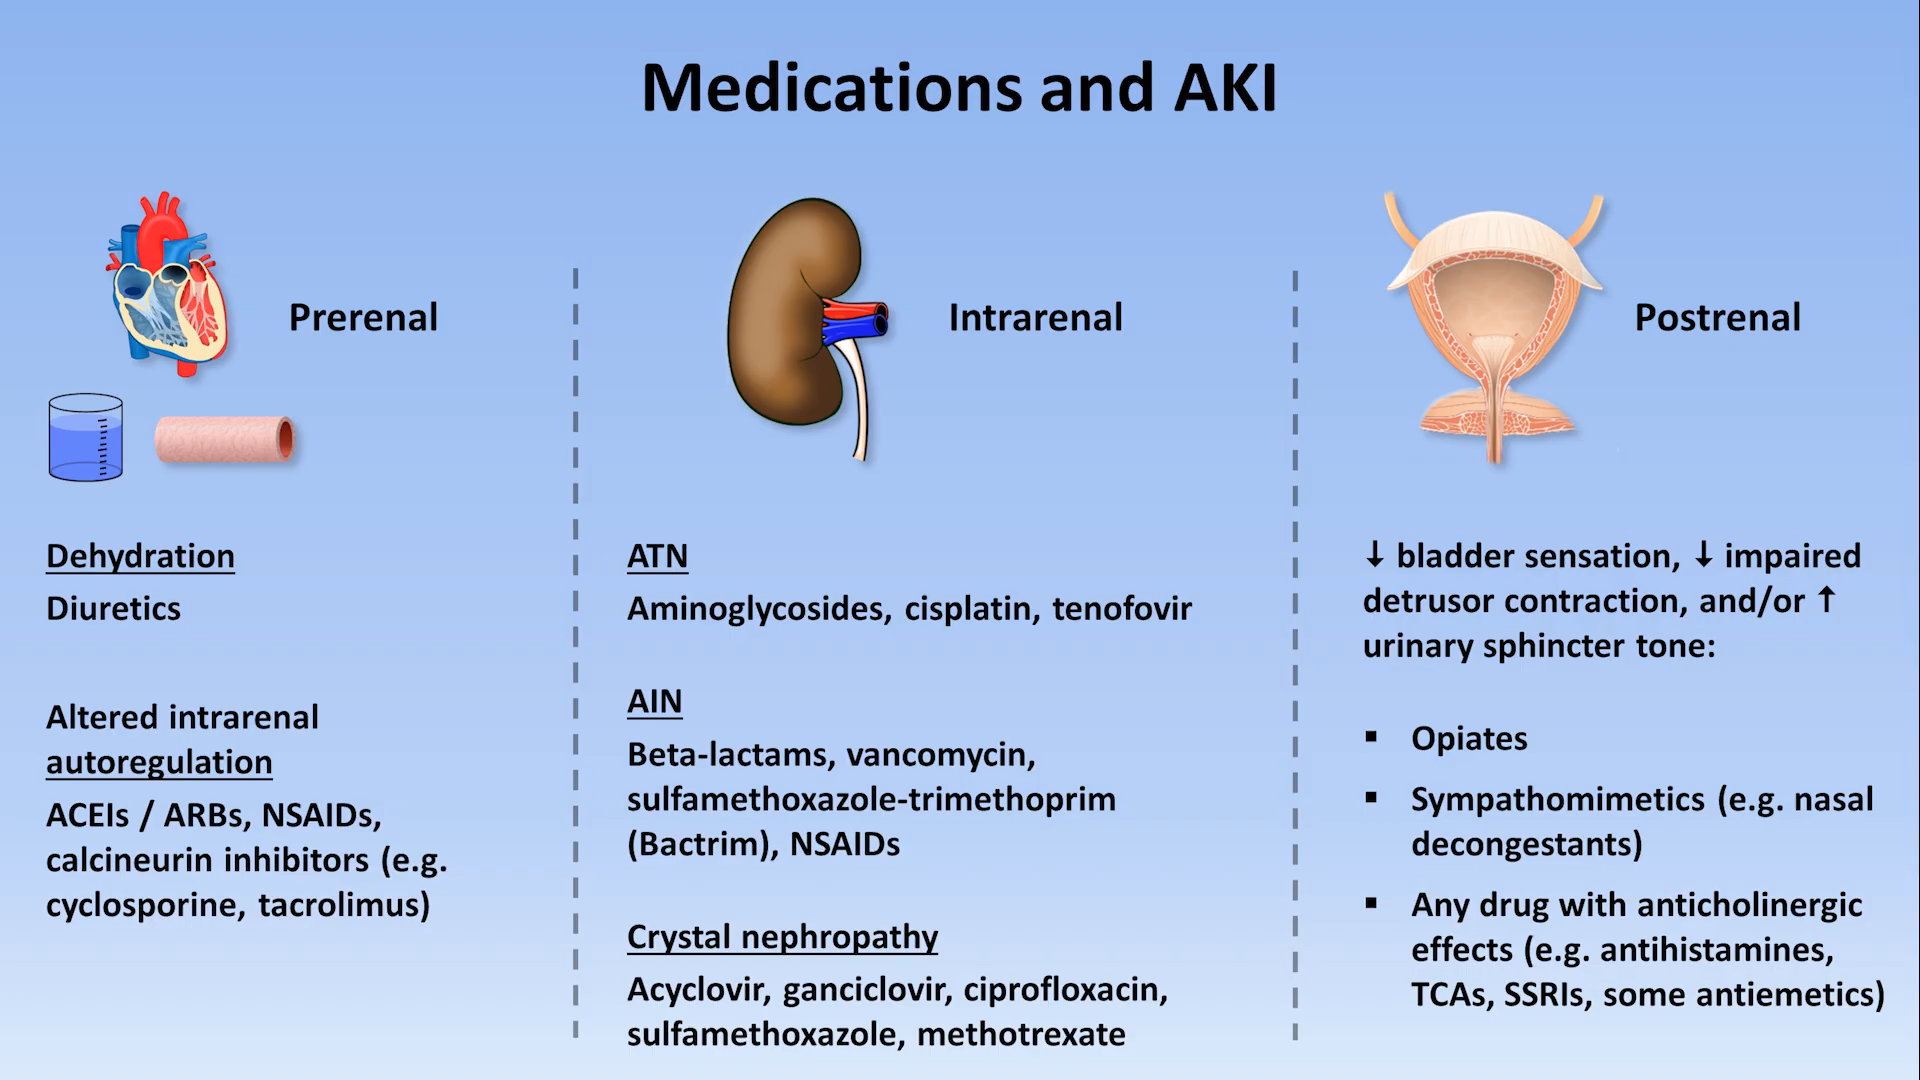 Medications and AKI
Prerenal
Dehydration
Diuretics
Altered intrarenal
autoregulation
ACEIs / ARBs, NSAIDs,
calcineurin inhibitors (e.g.
cyclosporine, tacrolimus)
Intrarenal
ATN
Aminoglycosides, cisplatin, tenofovir
AIN
Beta-lactams, vancomycin,
sulfamethoxazole-trimethoprim
(Bactrim), NSAIDs
Crystal nephropathy
Acyclovir, ganciclovir, ciprofloxacin,
sulfamethoxazole, methotrexate
Postrenal
↓ bladder sensation, ↓ impaired
detrusor contraction, and/or ↑
urinary sphincter tone:
▪ Opiates
▪ Sympathomimetics (e.g. nasal
decongestants)
▪ Any drug with anticholinergic
effects (e.g. antihistamines,
TCAs, SSRIs, some antiemetics)